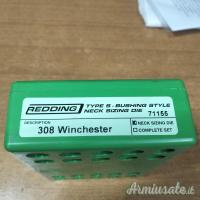 REDDING
TYPE S - BUSHING STYLE
NECK SIZING DIE
71155
DESCRIPTION
308 Winchester
NECK SIZING DIE
COMPLETE SET
Armiusate.it